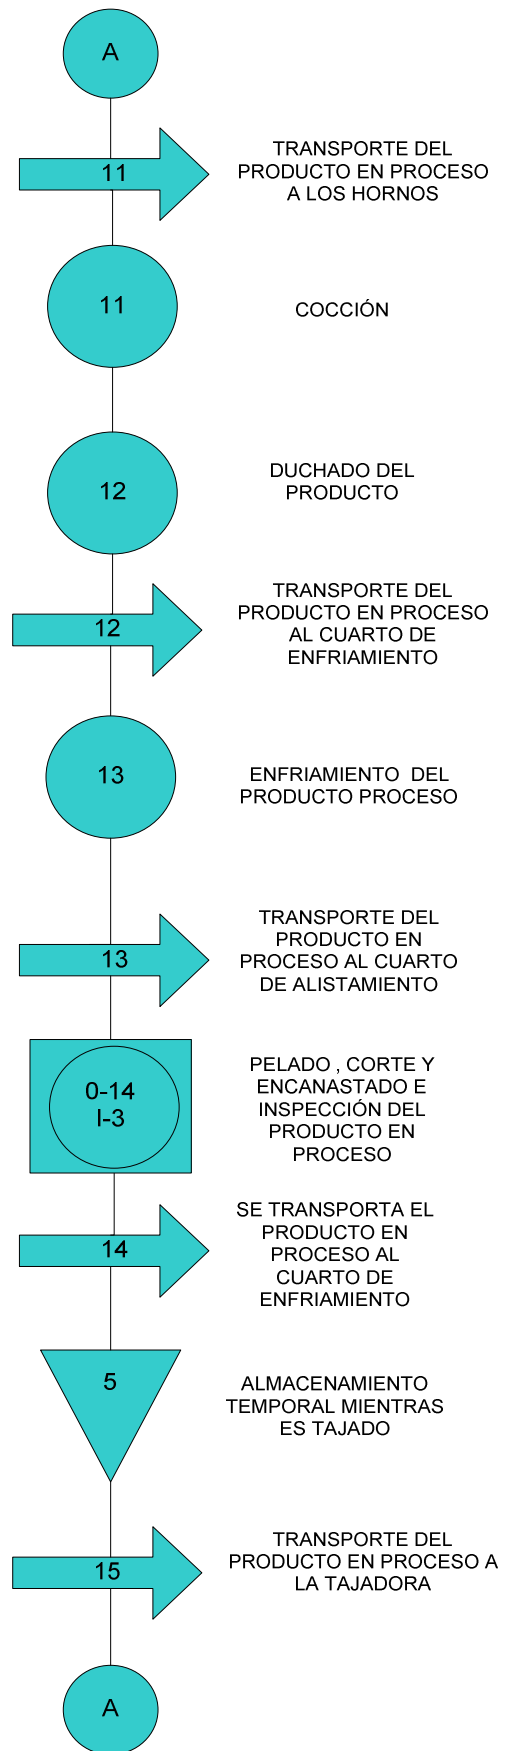 A
11
TRANSPORTE DEL
PRODUCTO EN PROCESO
A LOS HORNOS
11
COCCIÓN
12
DUCHADO DEL
PRODUCTO
12
TRANSPORTE DEL
PRODUCTO EN PROCESO
AL CUARTO DE
ENFRIAMIENTO
13
ENFRIAMIENTO DEL
PRODUCTO PROCESO
13
TRANSPORTE DEL
PRODUCTO EN
PROCESO AL CUARTO
DE ALISTAMIENTO
0-14
I-3
PELADO , CORTE Y
ENCANASTADO E
INSPECCIÓN DEL
PRODUCTO EN
PROCESO
14
SE TRANSPORTA EL
PRODUCTO EN
PROCESO AL
CUARTO DE
ENFRIAMIENTO
5
ALMACENAMIENTO
TEMPORAL MIENTRAS
ES TAJADO
15
TRANSPORTE DEL
PRODUCTO EN PROCESO A
LA TAJADORA
A